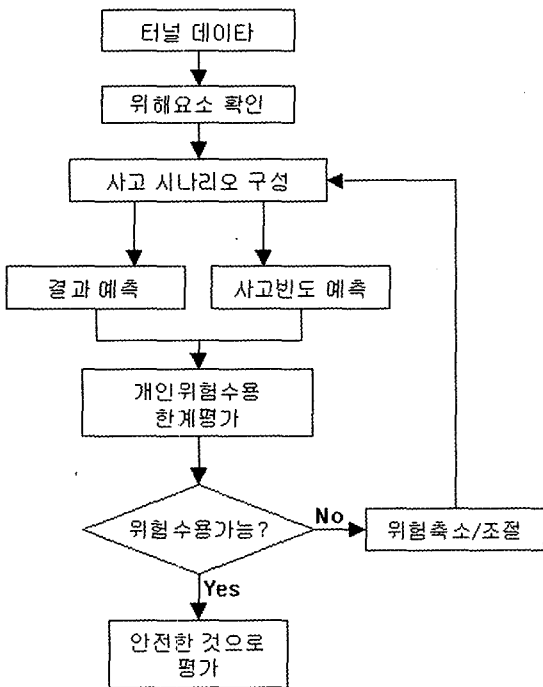 터널 데이타
위해요소 확인
사고 시나리오 구성
결과 예측
사고빈도 예측
개인위험수용
한계평가
위험수용가능?
No
위험축소/조절
Yes
안전한 것으로
평가